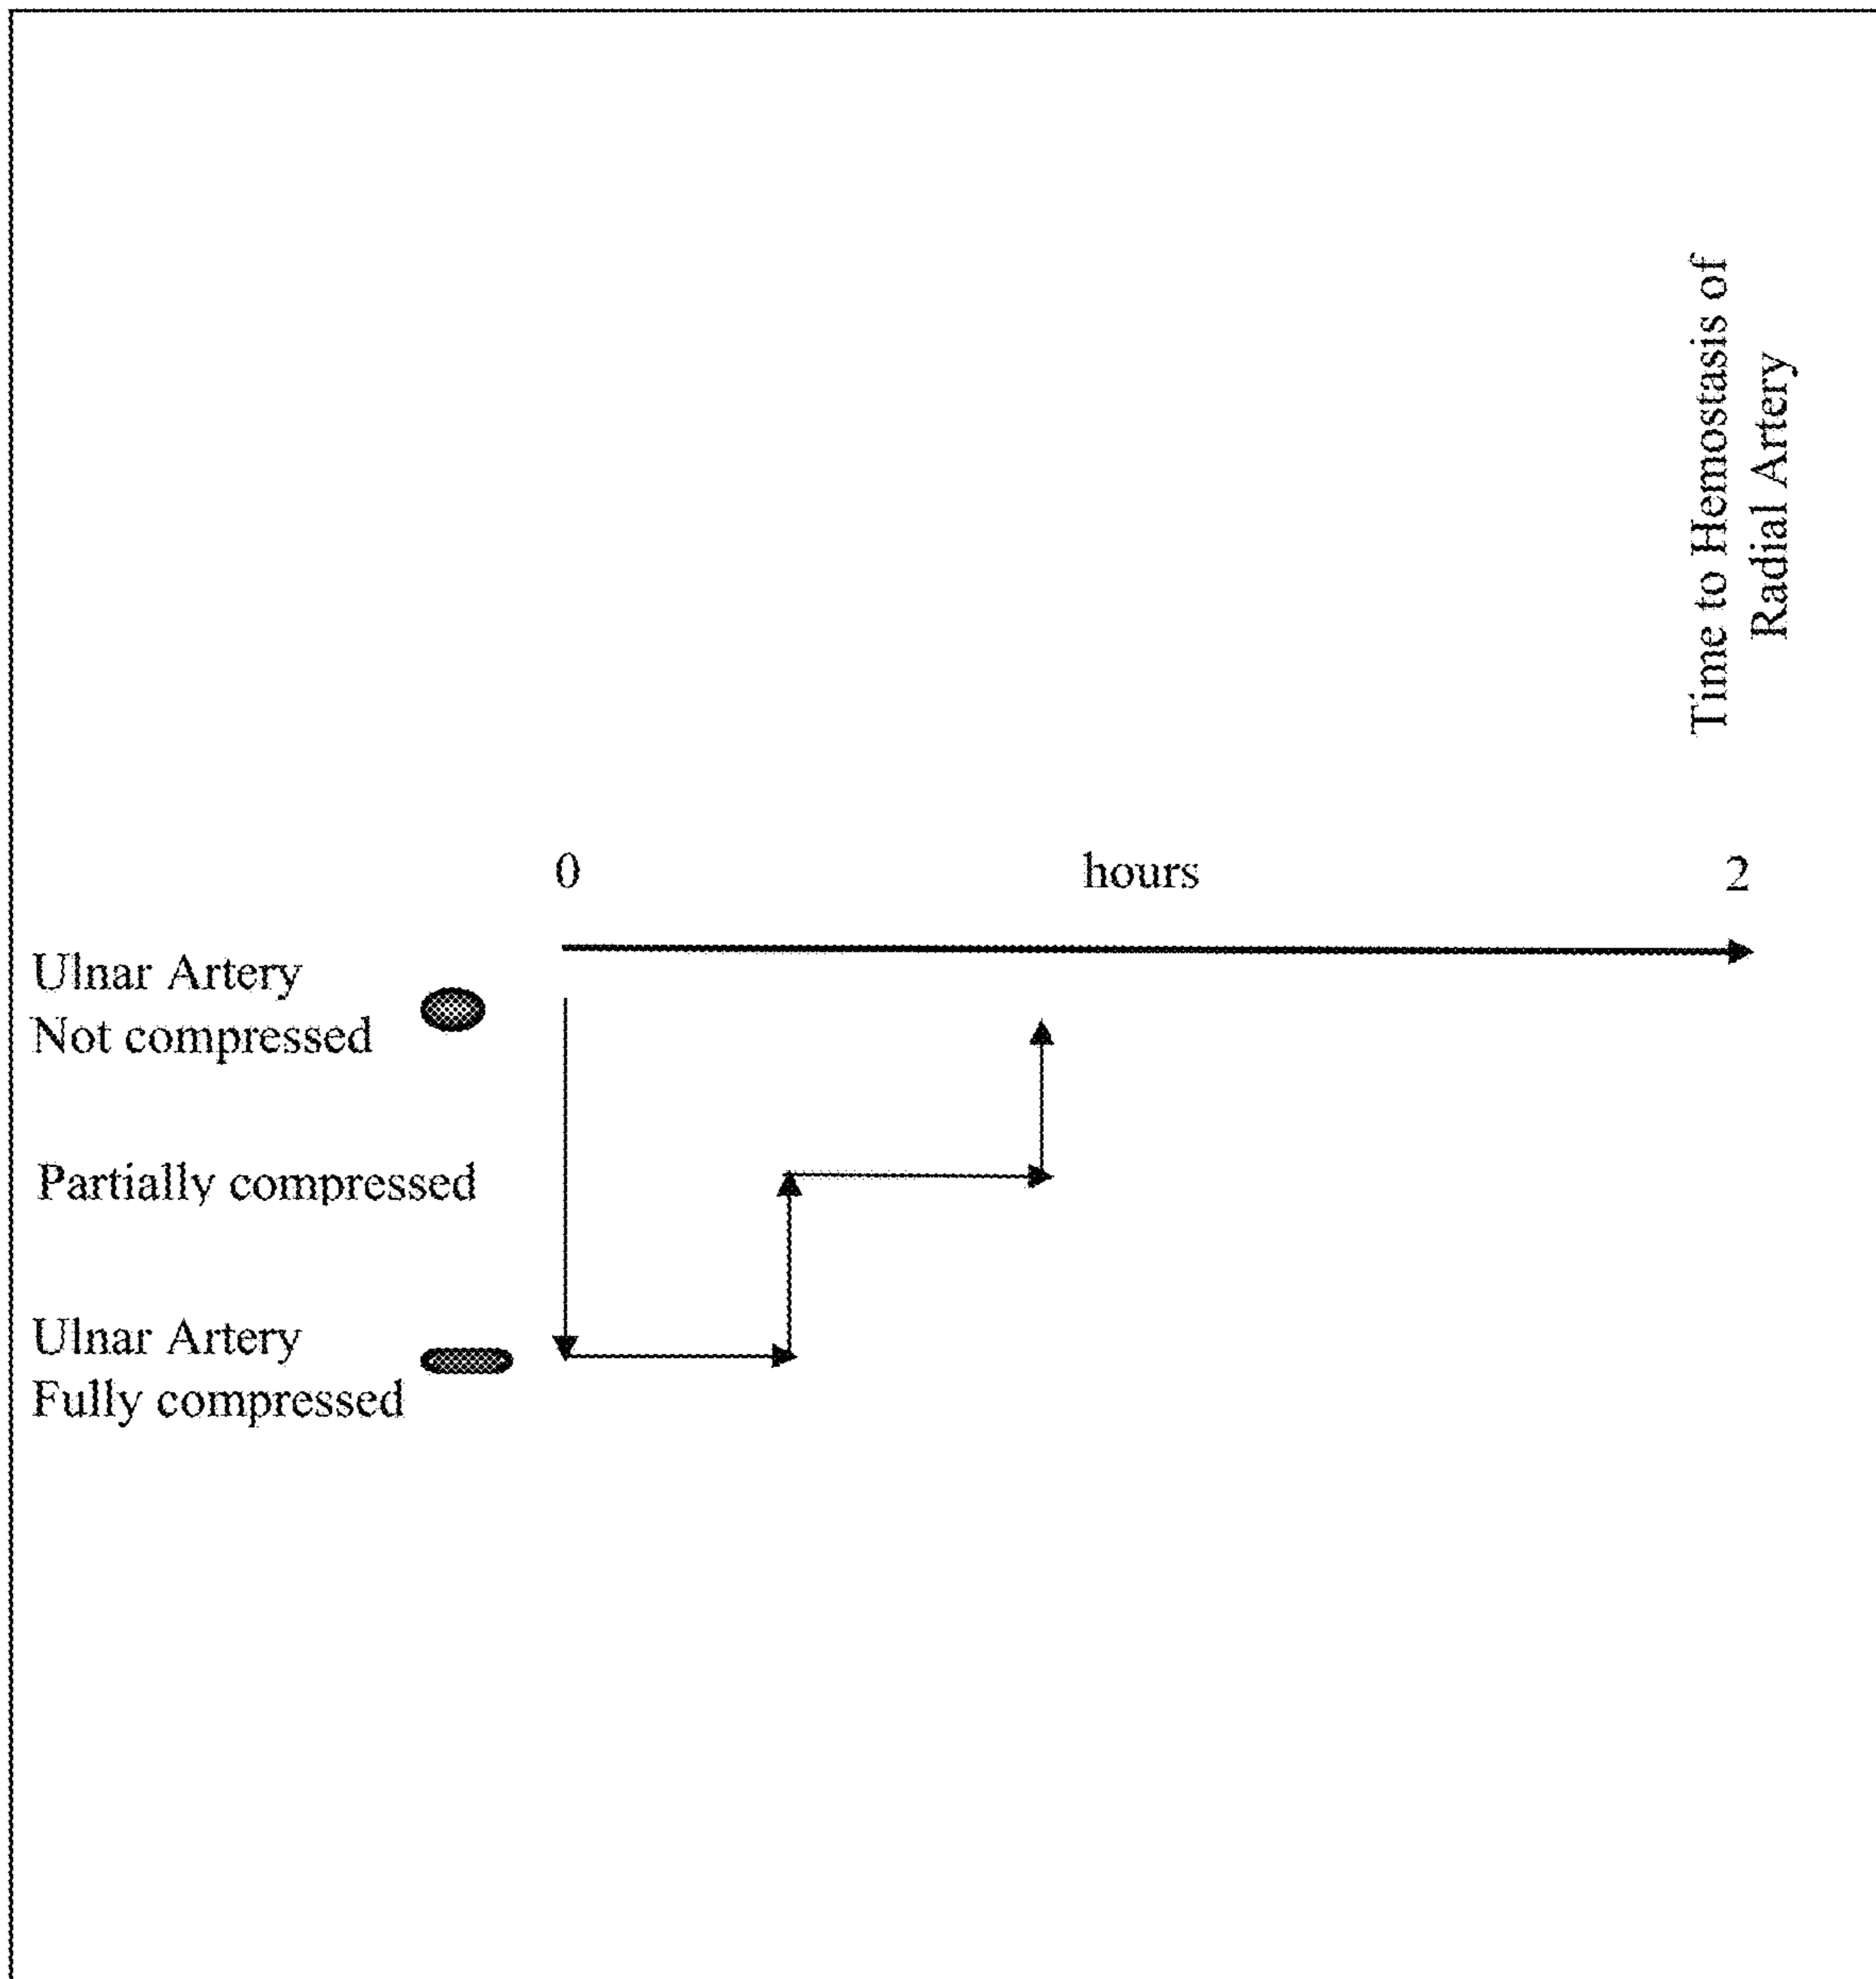 Time to Hemostasis of
Radial Artery
0 hours 2
Ulnar Artery
Not compressed
Partially compressed
Ulnar Artery
Fully compressed